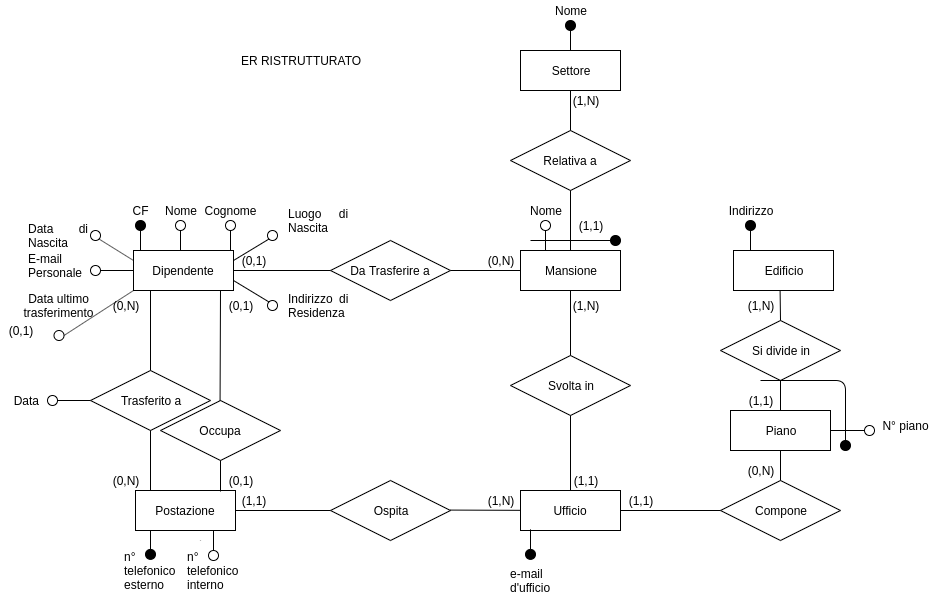 Nome
ER RISTRUTTURATO
Settore
(1,N)
Relativa a
CF
Nome
Cognome
Luogo di
Nascita
Nome
(1,1)
Indirizzo
Data di
Nascita
E-mail
Personale
Dipendente
(0,1)
Da Trasferire a
(0,N)
Mansione
Edificio
Data ultimo
trasferimento
(0,1)
(0,N)
(0,1)
Indirizzo di
Residenza
(1,N)
(1,N)
Si divide in
Svolta in
Data
Trasferito a
Occupa
(1,1)
Piano
N° piano
(0,N)
(0,N)
(0,1)
(1,1)
(1,N)
(1,1)
(1,1)
Postazione
Ospita
Ufficio
Compone
n°
telefonico
esterno
n°
telefonico
interno
e-mail
d'ufficio